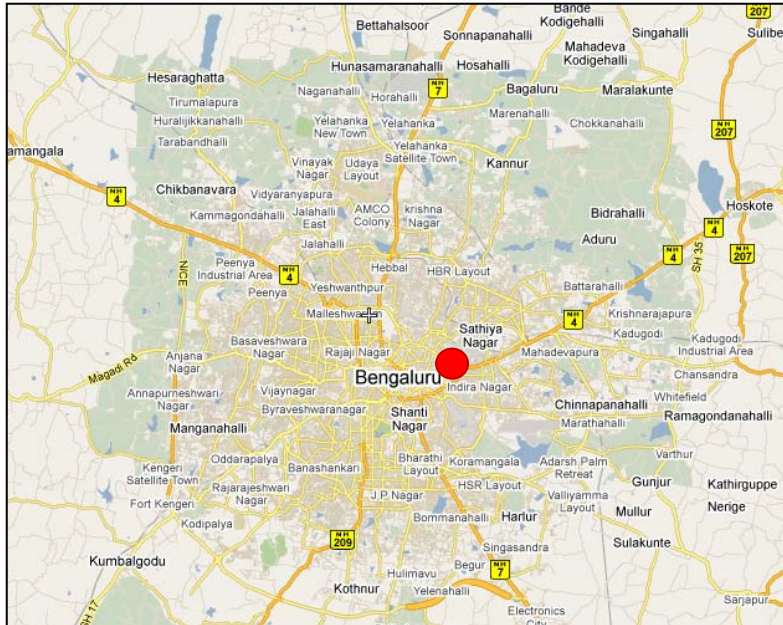 Bettahalsoor
Bande
Kodigehalli
NH
207
Sonnapanahalli
Singahalli
Sulibe
Mahadeva
Kodigehalli
Hunasamaranahalli
Hosahalli
Hesaraghatta
NH
7
Naganahalli
Horahalli
Bagaluru
Maralakunte
Tirumalapura
Marenahalli
Huralijikkanahalli
Yelahanka
New Town
Yelahanka
Chokkanahalli
NH
207
Tarabandhalli
Yelahanka
Satellite Town
amangala
Vinayak
Nagar
Udaya
Layout
Kannur
Chikbanavara
Vidyaranyapura
NH
4
Hoskote
Kammagondahalli
Jalahalli
East
AMCO
Colony
krishna
Nagar
Bidrahalli
NH
4
Jalahalli
Aduru
NH
4
NH
207
SH 35
NICE
Peenya
Industrial Area
NH
4
Hebbal
HBR Layout
Peenya
Yeshwanthpur
Battarahalli
Malleshwaram
NH
4
Krishnarajapura
Sathiya
Nagar
Kadugodi
Basaveshwara
Nagar
Rajaji Nagar
Mahadevapura
Kadugodi
Industrial Area
Anjana
Nagar
Magadi Rd
Bengaluru
Chansandra
Annapurneshwari
Nagar
Vijaynagar
Indira Nagar
Whitefield
Byraveshwaranagar
Shanti
Nagar
Chinnapanahalli
Ramagondanahalli
Manganahalli
Marathahalli
Oddarapalya
Bharathi
Layout
Koramangala
Adarsh Palm
Retreat
Varthur
Kengeri
Satellite Town
Banashankari
Rajarajeshwari
Nagar
HSR Layout
Gunjur
Kathirguppe
Fort Kengeri
J.P.Nagar
Valliyamma
Layout
Mullur
Nerige
Kodipalya
Bommanahalli
Harlur
NH
209
Singasandra
Sulakunte
Kumbalgodu
Begur
NH
7
Hulimavu
Kothnur
Yelenahalli
Sarjapur
SH 17
Electronics
City